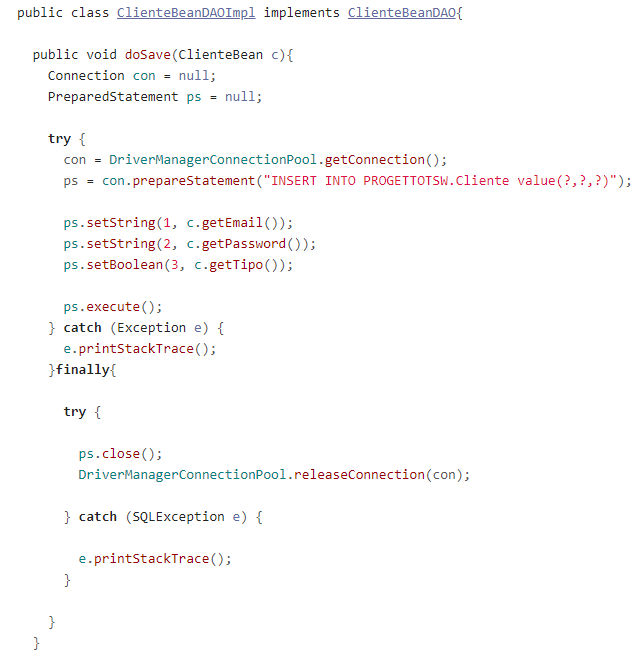 public class ClienteBeanDAOImpl implements ClienteBeanDAO{
public void doSave(ClienteBean c){
Connection con = null;
PreparedStatement ps = null;
try {
con = DriverManagerConnectionPool.getConnection();
ps = con.prepareStatement("INSERT INTO PROGETTOTSW.Cliente value(?,?,?)");
ps.setString(1, c.getEmail());
ps.setString(2, c.getPassword());
ps.setBoolean(3, c.getTipo());
ps.execute();
} catch (Exception e) {
e.printStackTrace();
}finally{
try {
ps.close();
DriverManagerConnectionPool.releaseConnection(con);
} catch (SQLException e) {
e.printStackTrace();
}
}
}